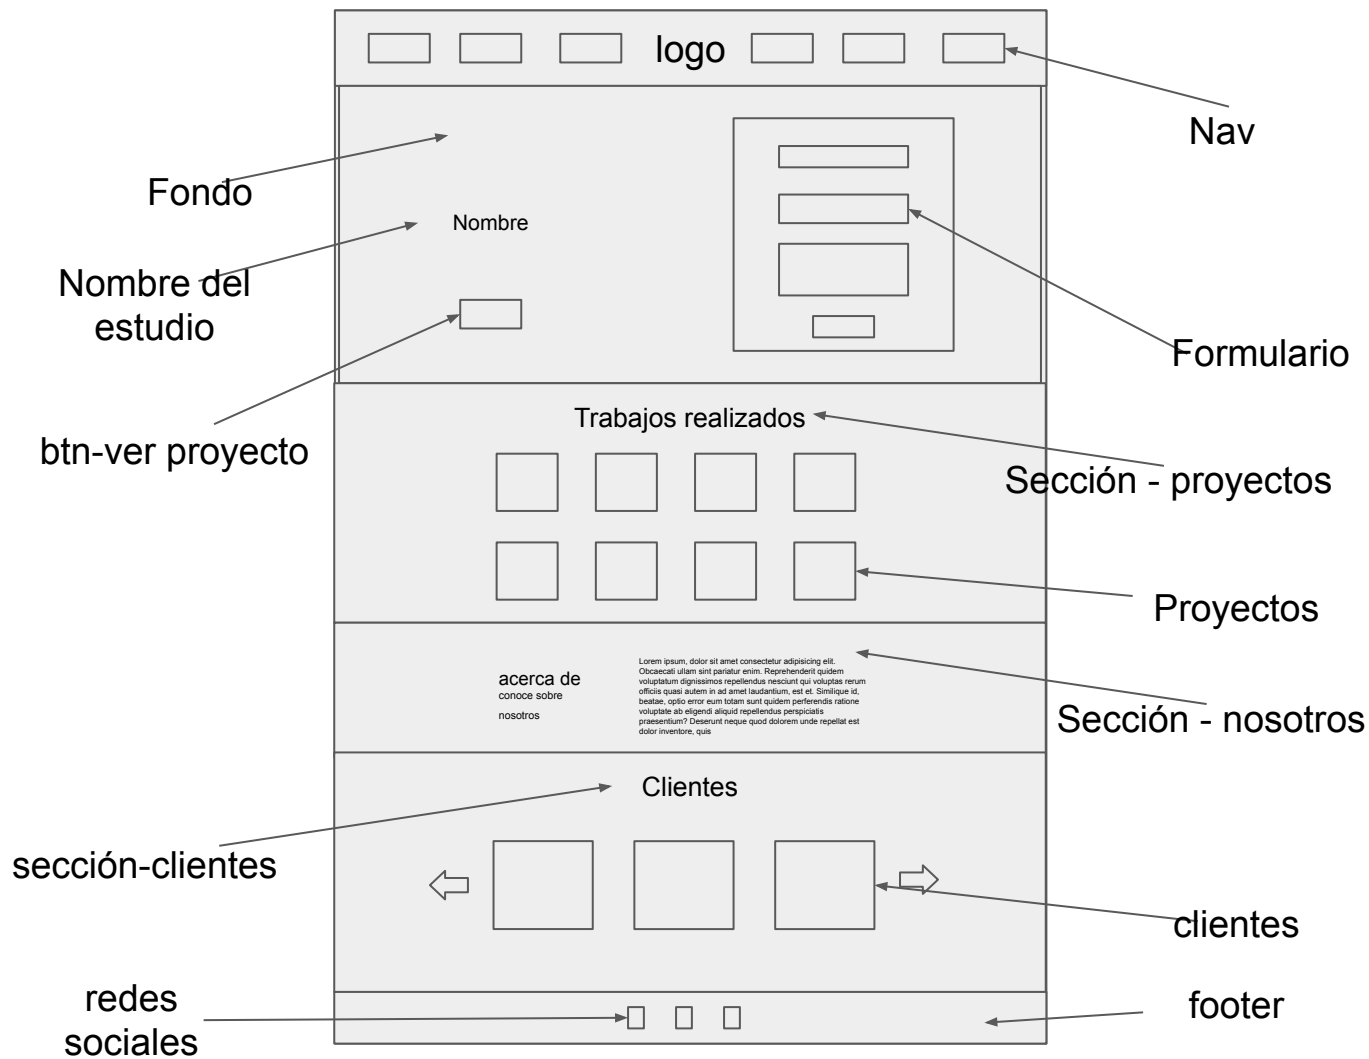 logo
Nav
Fondo
Nombre
Nombre del
estudio
Formulario
btn-ver proyecto
Trabajos realizados
Sección - proyectos
Proyectos
acerca de
conoce sobre
nosotros
Lorem ipsum, dolor sit amet consectetur adipisicing elit.
Obcaecati ullam sint pariatur enim. Reprehenderit quidem
voluptatum dignissimos repellendus nesciunt qui voluptas rerum
officiis quasi autem in ad amet laudantium, est et. Similique id,
beatae, optio error eum totam sunt quidem perferendis ratione
voluptate ab eligendi aliquid repellendus perspiciatis
praesentium? Deserunt neque quod dolorem unde repellat est
dolor inventore, quis
Sección - nosotros
Clientes
sección-clientes
clientes
redes
sociales
footer